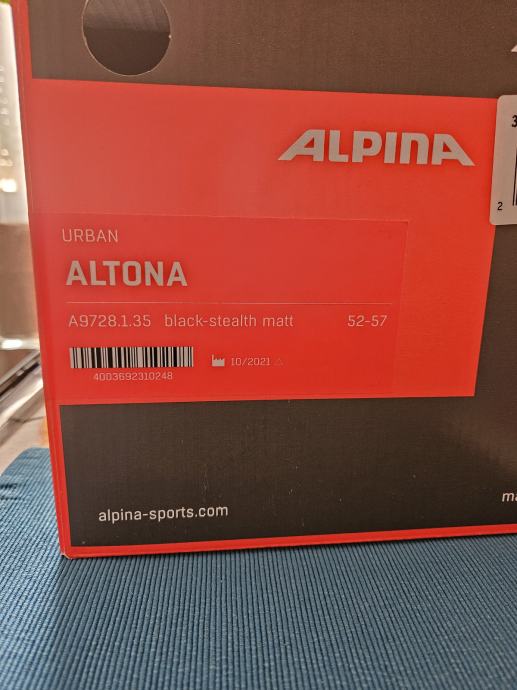 ALPINA
URBAN
ALTONA
A9728.1.35 black-stealth matt 52-57
4003692310248
10/2021
alpina-sports.com